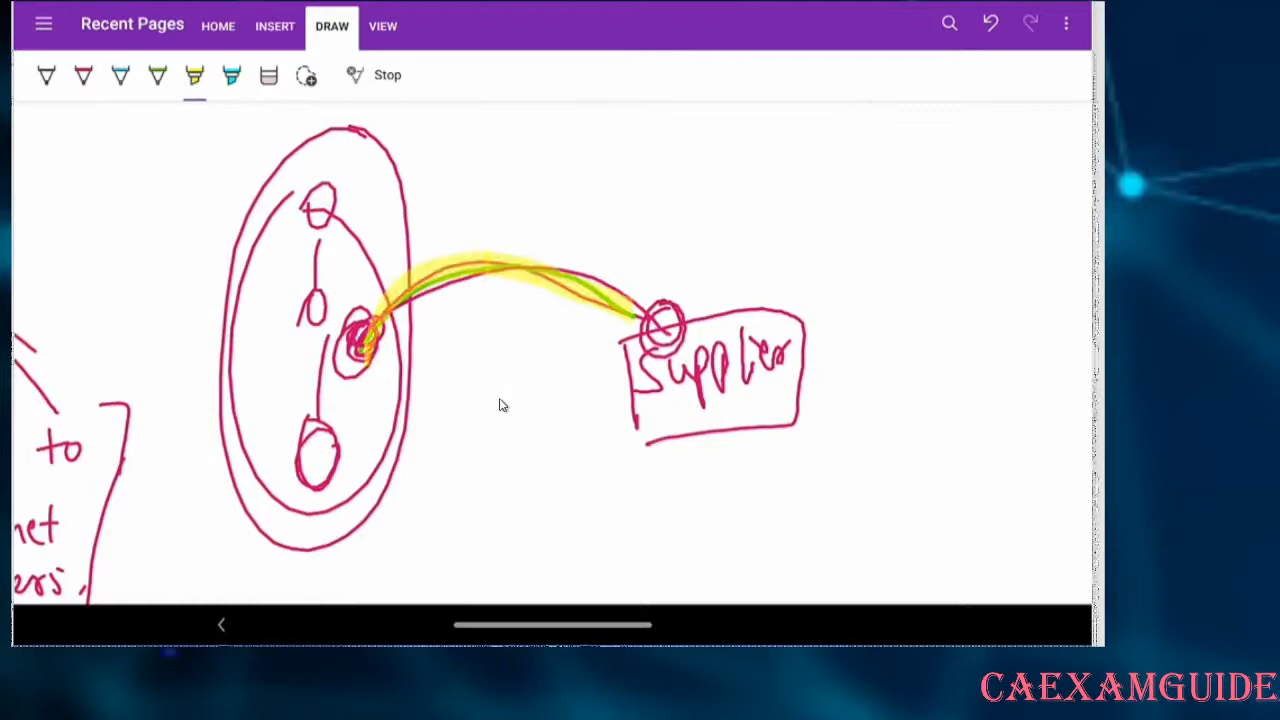 Recent Pages HOME INSERT DRAW VIEW
Stop
Supplier
to
net
ers.
CAEXAMGUIDE